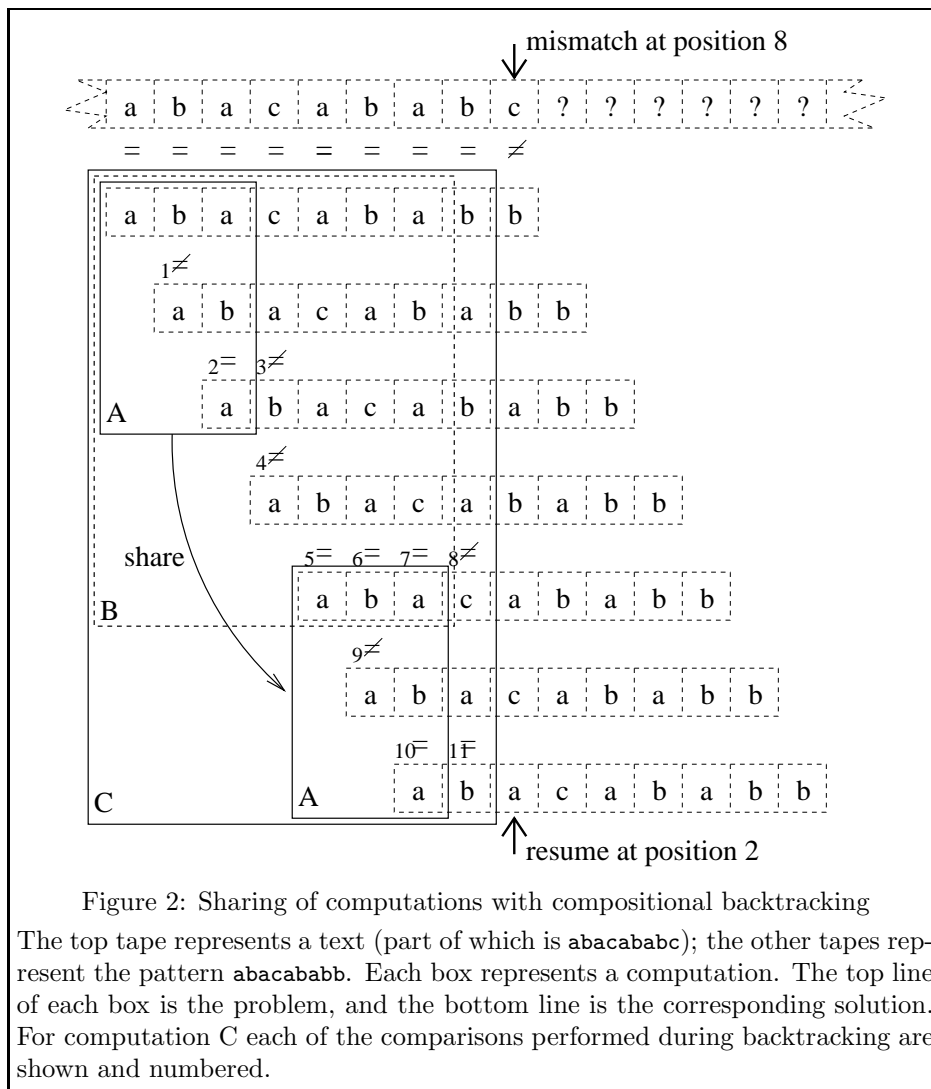 mismatch at position 8
a b a c a b a b c ? ? ? ? ? ?
= = = = = = = = ≠
a b a c a b a b b
1≠
a b a c a b a b b
2= 3≠
A a b a c a b a b b
4≠
a b a c a b a b b
share 5= 6= 7= 8≠
B a b a c a b a b b
9≠
a b a c a b a b b
10= 11=
C A a b a c a b a b b
resume at position 2
Figure 2: Sharing of computations with compositional backtracking
The top tape represents a text (part of which is abacababc); the other tapes rep-
resent the pattern abacababb. Each box represents a computation. The top line
of each box is the problem, and the bottom line is the corresponding solution.
For computation C each of the comparisons performed during backtracking are
shown and numbered.